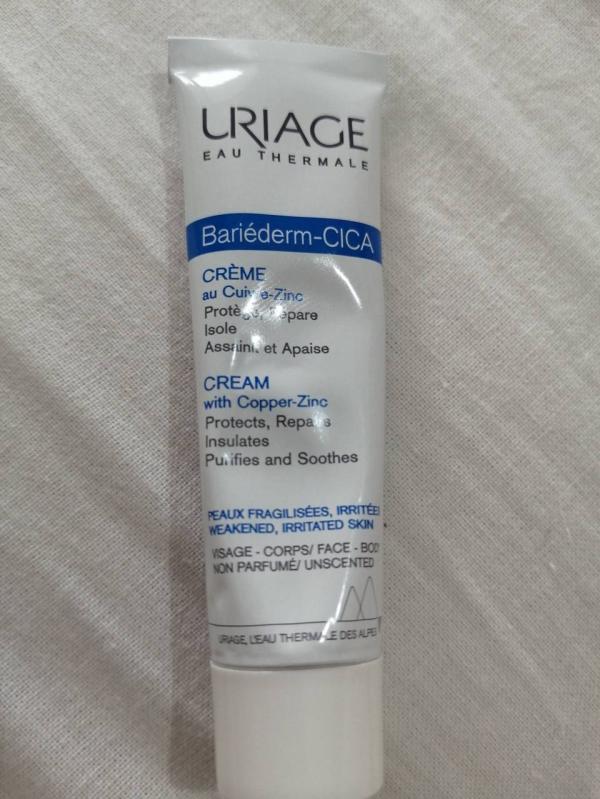 URIAGE
EAU THERMALE
Bariéderm-CICA
CRÈME
au Cuivre-Zinc
Protège, Répare
Isole
Assainit et Apaise
CREAM
with Copper-Zinc
Protects, Repairs
Insulates
Purifies and Soothes
PEAUX FRAGILISÉES, IRRITÉES
WEAKENED, IRRITATED SKIN
VISAGE - CORPS/ FACE - BODY
NON PARFUMÉ/ UNSCENTED
URIAGE, L'EAU THERMALE DES ALPES